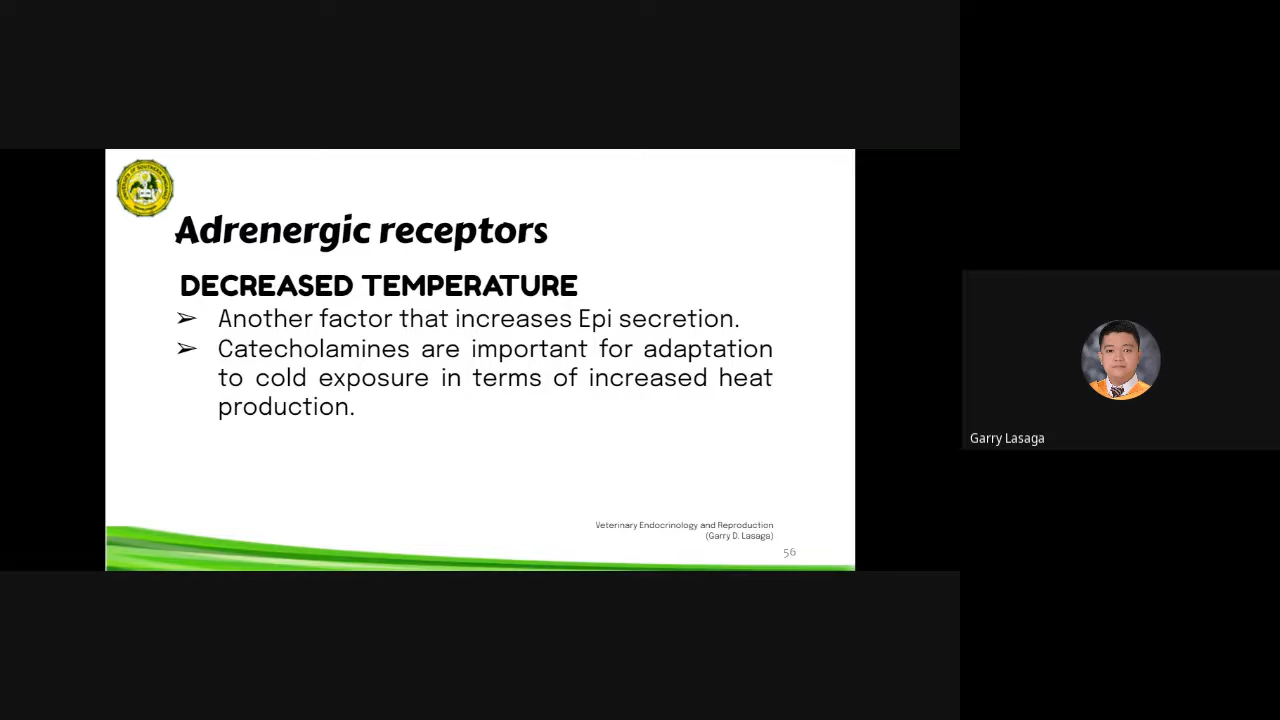 Adrenergic receptors
DECREASED TEMPERATURE
➢ Another factor that increases Epi secretion.
➢ Catecholamines are important for adaptation
to cold exposure in terms of increased heat
production.
Veterinary Endocrinology and Reproduction
(Garry D. Lasaga)
56
Garry Lasaga